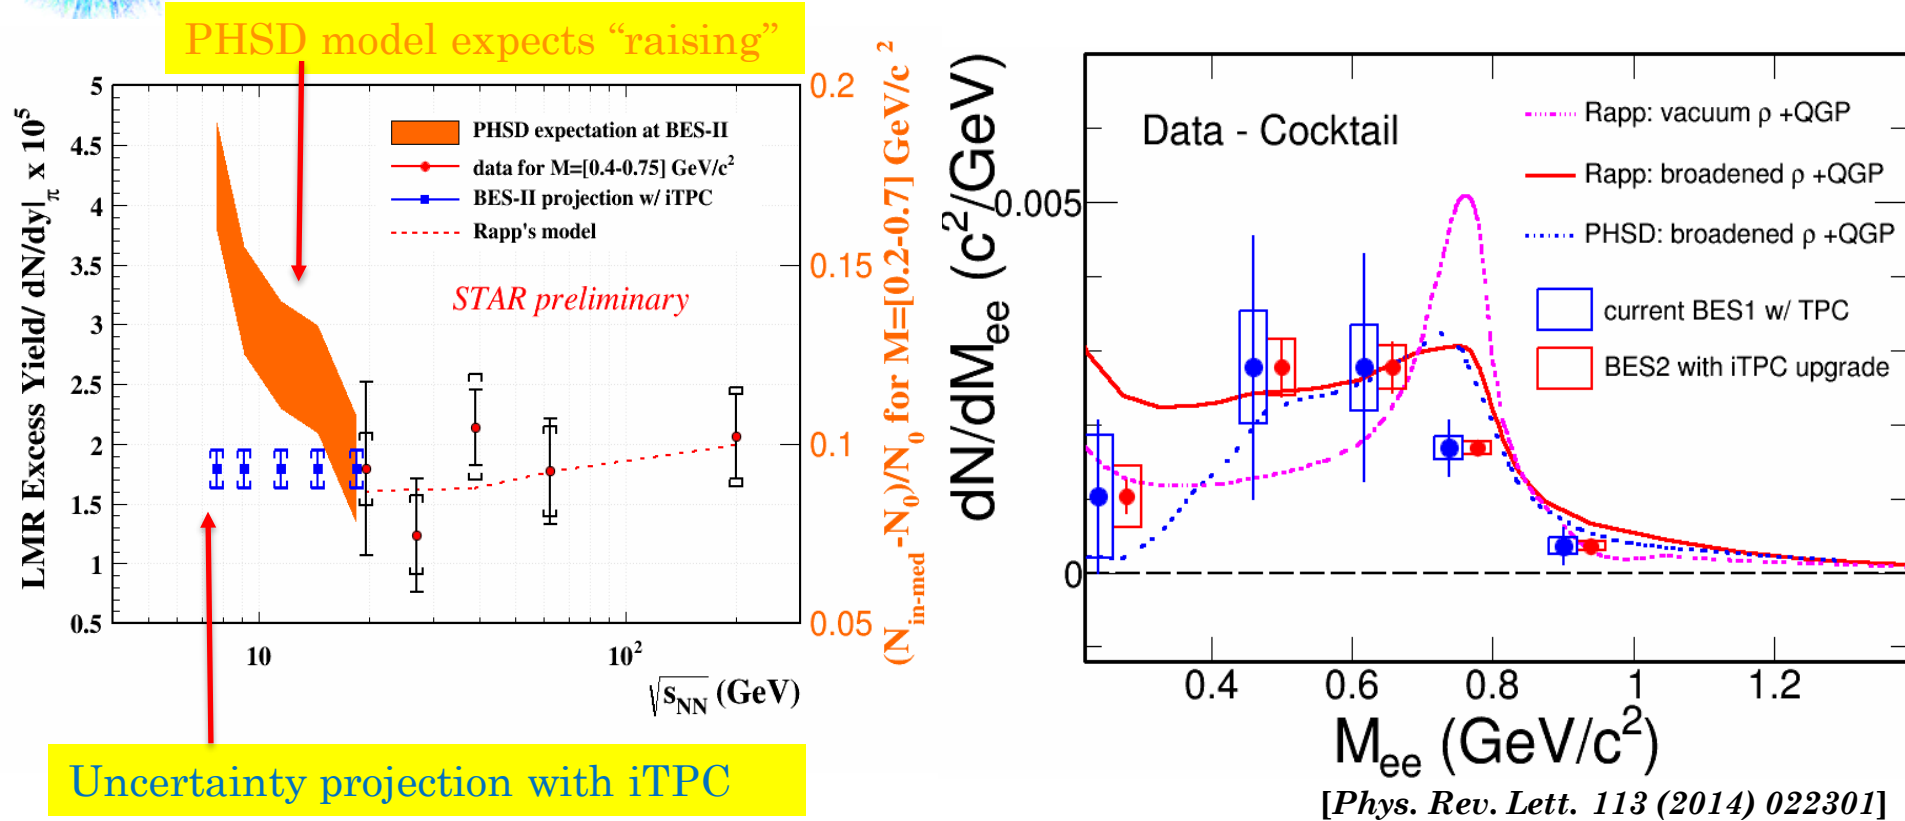 PHSD model expects “raising”
LMR Excess Yield/ dN/dy|π x 10⁵
5
4.5
4
3.5
3
2.5
2
1.5
1
0.5
PHSD expectation at BES-II
data for M=[0.4-0.75] GeV/c²
BES-II projection w/ iTPC
Rapp's model
STAR preliminary
10
10²
√sNN (GeV)
0.2
0.15
0.1
0.05
(Nin-med-N0)/N0 for M=[0.2-0.7] GeV/c²
Uncertainty projection with iTPC
dN/dMee (c²/GeV)
0.005
0
Data - Cocktail
Rapp: vacuum ρ +QGP
Rapp: broadened ρ +QGP
PHSD: broadened ρ +QGP
current BES1 w/ TPC
BES2 with iTPC upgrade
0.4
0.6
0.8
1
1.2
Mee (GeV/c²)
[Phys. Rev. Lett. 113 (2014) 022301]